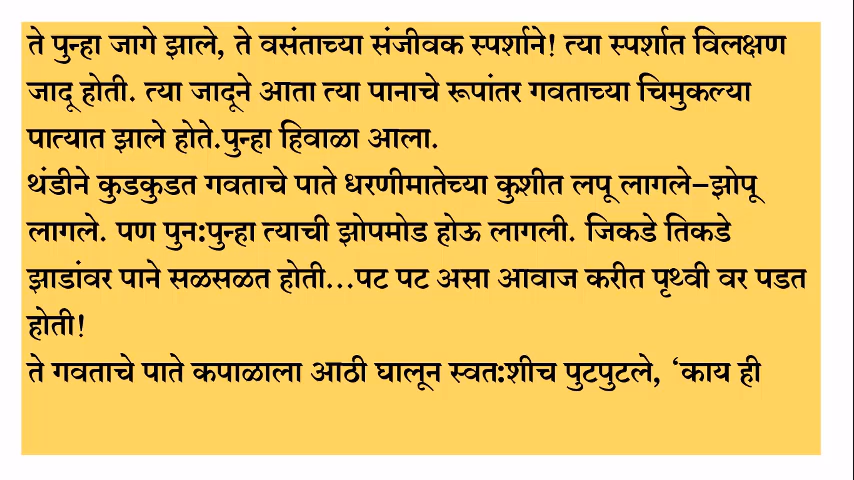 ते पुन्हा जागे झाले, ते वसंताच्या संजीवक स्पर्शाने! त्या स्पर्शात विलक्षण
जादू होती. त्या जादूने आता त्या पानाचे रूपांतर गवताच्या चिमुकल्या
पात्यात झाले होते.पुन्हा हिवाळा आला.
थंडीने कुडकुडत गवताचे पाते धरणीमातेच्या कुशीत लपू लागले–झोपू
लागले. पण पुन:पुन्हा त्याची झोपमोड होऊ लागली. जिकडे तिकडे
झाडांवर पाने सळसळत होती...पट पट असा आवाज करीत पृथ्वी वर पडत
होती!
ते गवताचे पाते कपाळाला आठी घालून स्वत:शीच पुटपुटले, ‘काय ही